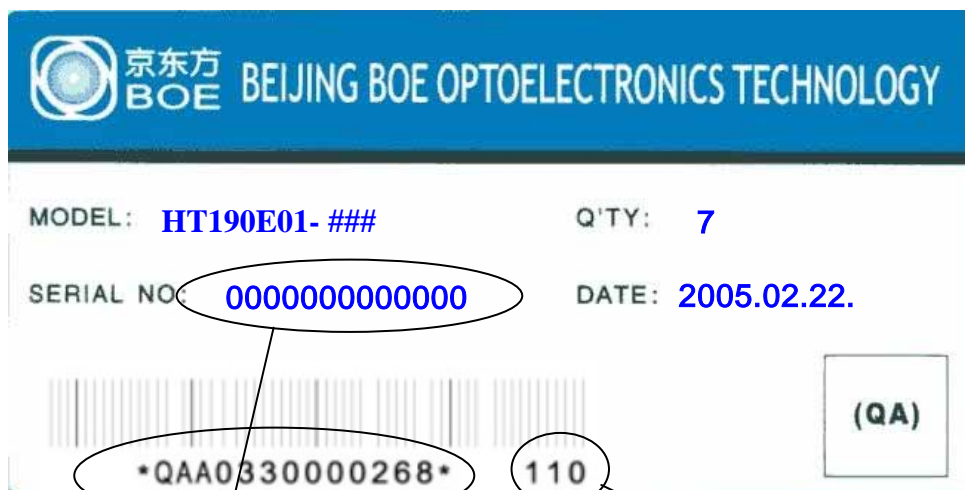 京东方
BOE
BEIJING BOE OPTOELECTRONICS TECHNOLOGY
MODEL: HT190E01- ### Q'TY: 7
SERIAL NO: 0000000000000 DATE: 2005.02.22.
(QA)
*QAA0330000268* 110